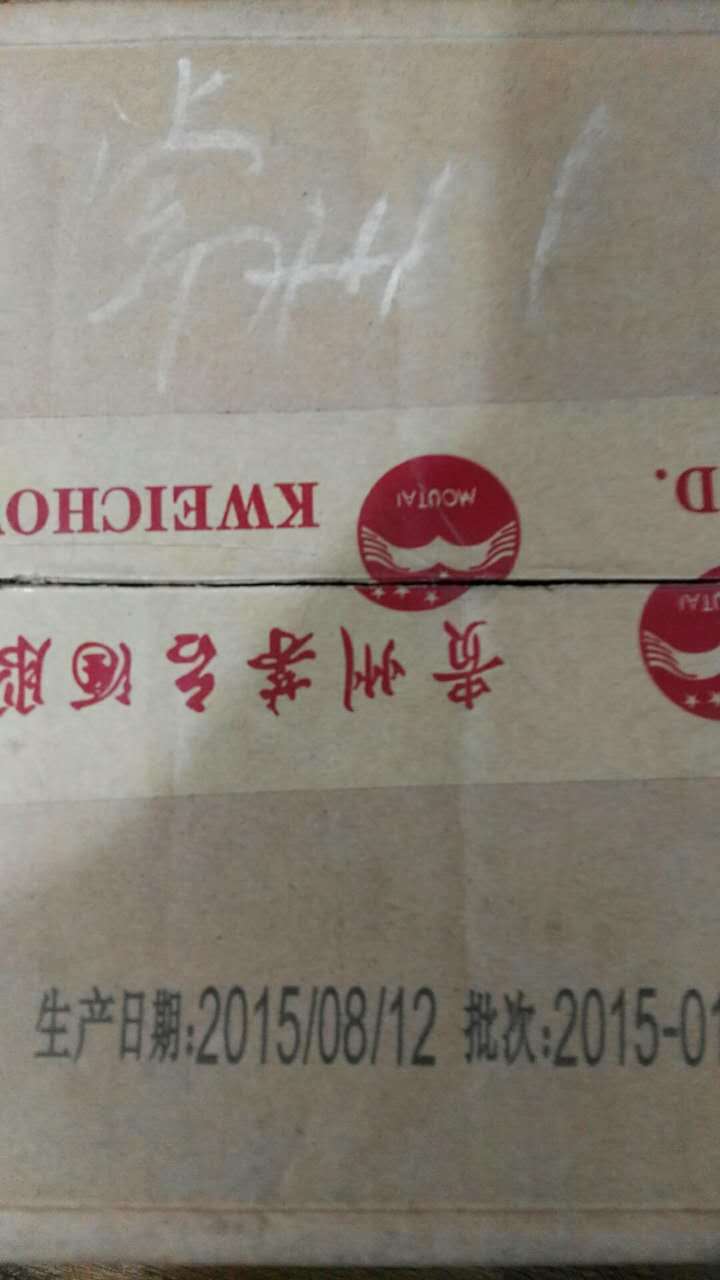 D. MOUTAI KWEICHO
MOUTAI 贵州茅台酒股
生产日期:2015/08/12 批次:2015-01